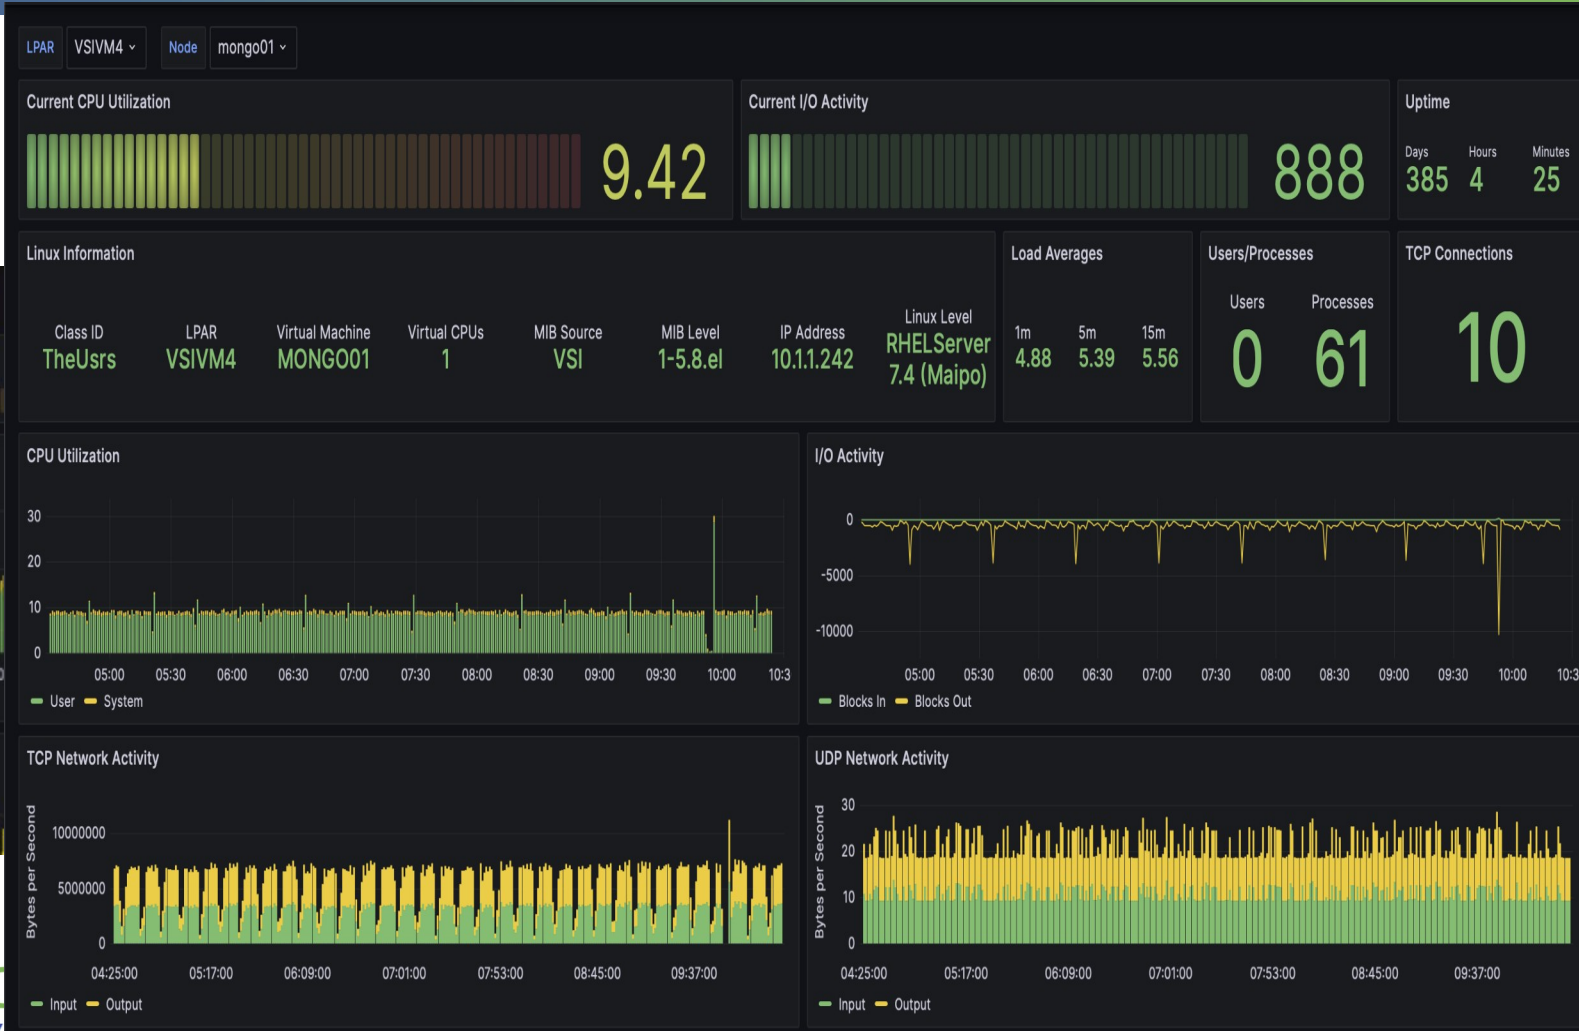 LPAR VSIVM4 Node mongo01
Current CPU Utilization
9.42
Current I/O Activity
888
Uptime
Days Hours Minutes
385 4 25
Linux Information
Class ID LPAR Virtual Machine Virtual CPUs MIB Source MIB Level IP Address Linux Level
TheUsrs VSIVM4 MONGO01 1 VSI 1-5.8.el 10.1.1.242 RHELServer
7.4 (Maipo)
Load Averages
1m 5m 15m
4.88 5.39 5.56
Users/Processes
Users Processes
0 61
TCP Connections
10
CPU Utilization
30
20
10
0
05:00 05:30 06:00 06:30 07:00 07:30 08:00 08:30 09:00 09:30 10:00 10:3
User System
I/O Activity
0
-5000
-10000
05:00 05:30 06:00 06:30 07:00 07:30 08:00 08:30 09:00 09:30 10:00 10:3
Blocks In Blocks Out
TCP Network Activity
Bytes per Second
10000000
5000000
0
04:25:00 05:17:00 06:09:00 07:01:00 07:53:00 08:45:00 09:37:00
Input Output
UDP Network Activity
Bytes per Second
30
20
10
0
04:25:00 05:17:00 06:09:00 07:01:00 07:53:00 08:45:00 09:37:00
Input Output